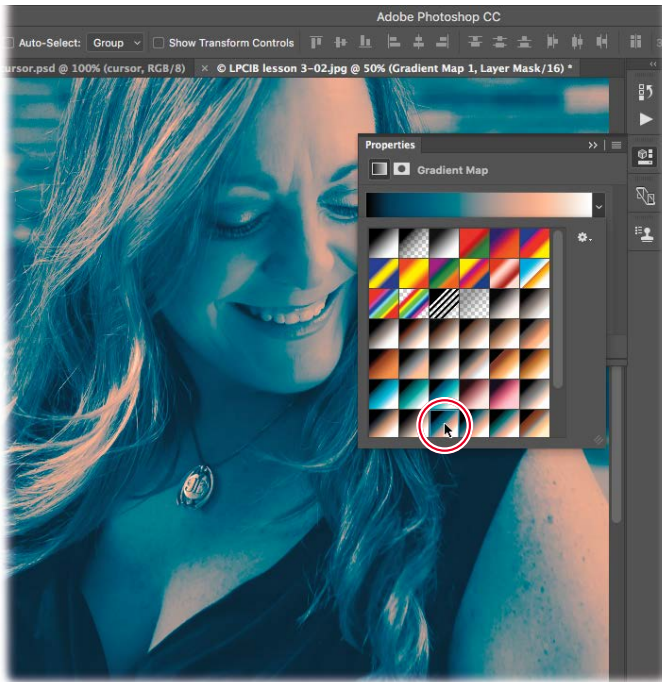 Adobe Photoshop CC
Auto-Select: Group Show Transform Controls
cursor.psd @ 100% (cursor, RGB/8) × © LPCIB lesson 3-02.jpg @ 50% (Gradient Map 1, Layer Mask/16) *
Properties
Gradient Map